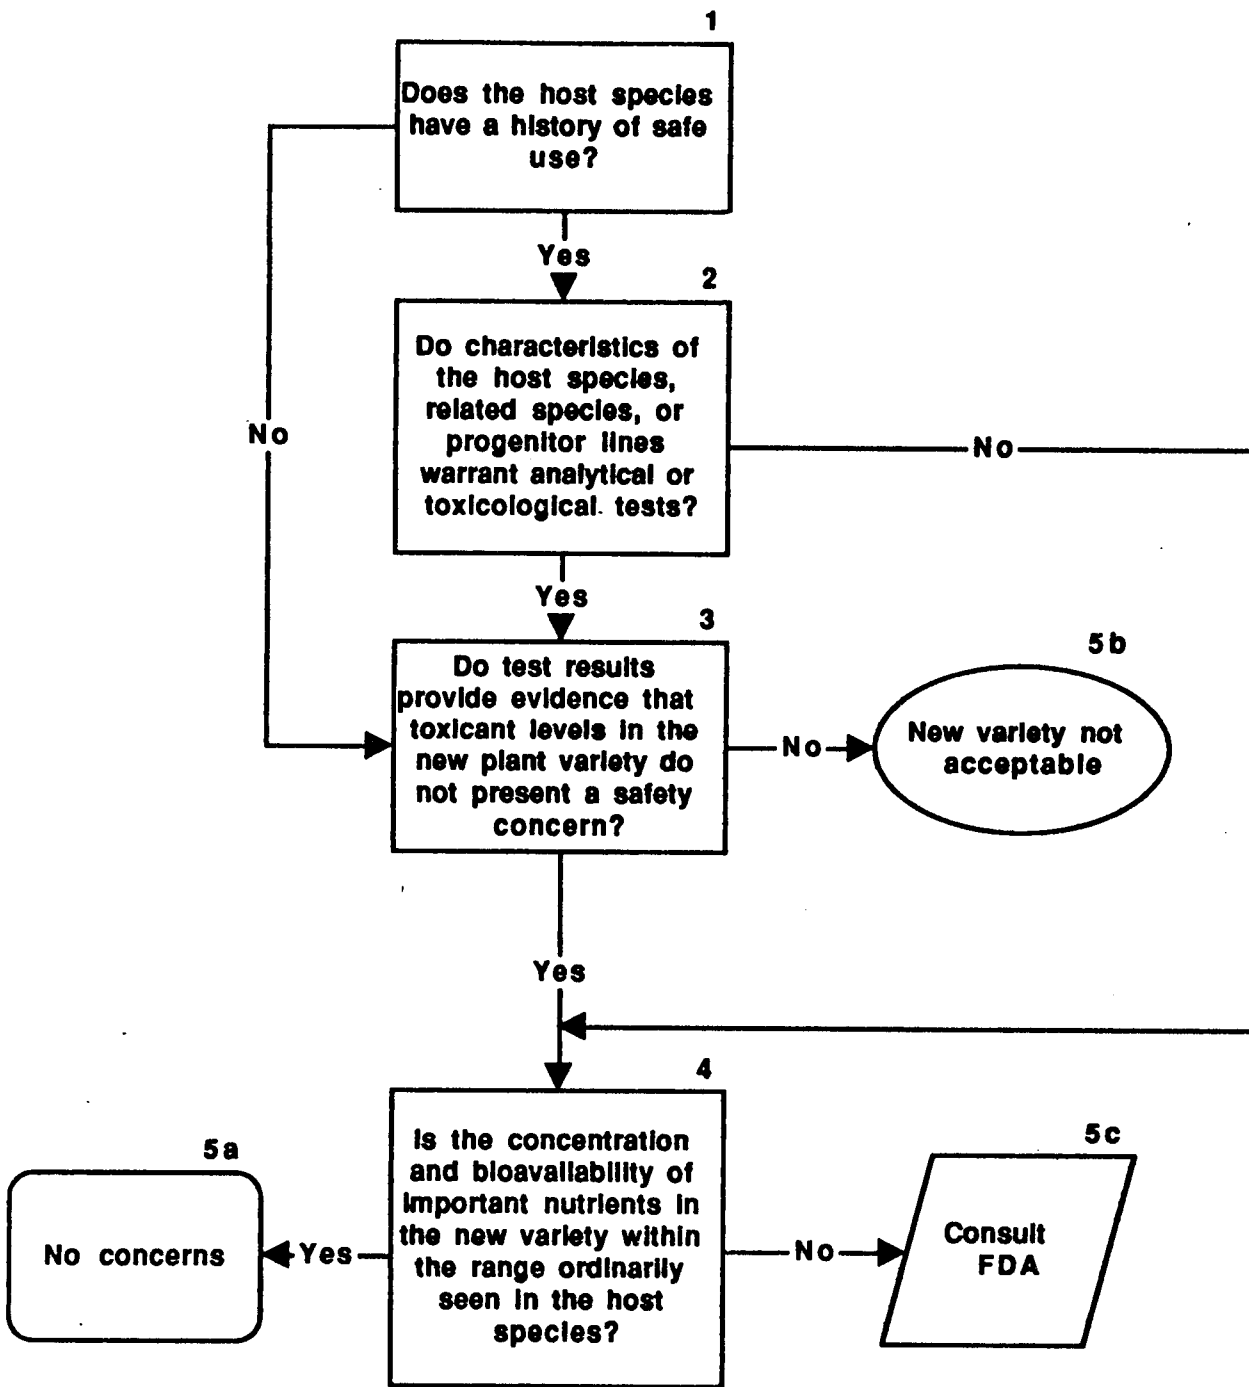 1
Does the host species
have a history of safe
use?
Yes
2
Do characteristics of
the host species,
related species, or
progenitor lines
warrant analytical or
toxicological tests?
No
No
Yes
3
Do test results
provide evidence that
toxicant levels in the
new plant variety do
not present a safety
concern?
No
5b
New variety not
acceptable
Yes
4
Is the concentration
and bioavailability of
important nutrients in
the new variety within
the range ordinarily
seen in the host
species?
5a
No concerns
Yes
No
5c
Consult
FDA